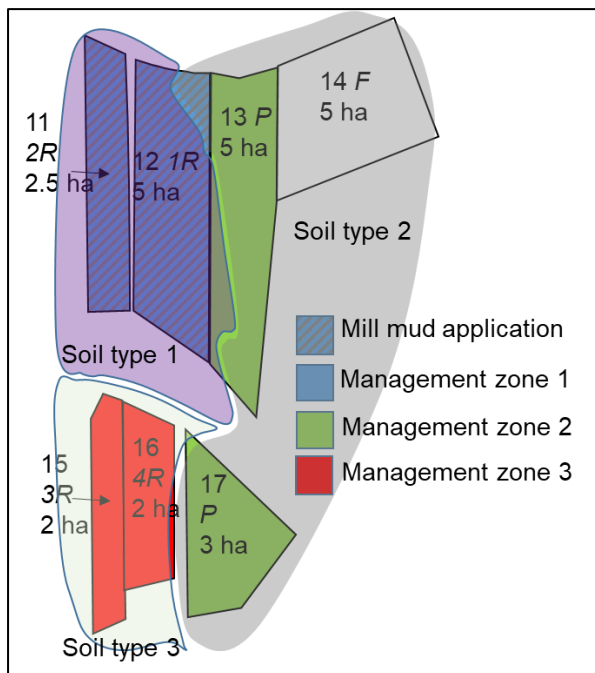 11
2R
2.5 ha
12 1R
5 ha
13 P
5 ha
14 F
5 ha
Soil type 2
Soil type 1
Mill mud application
Management zone 1
Management zone 2
Management zone 3
15
3R
2 ha
16
4R
2 ha
17
P
3 ha
Soil type 3